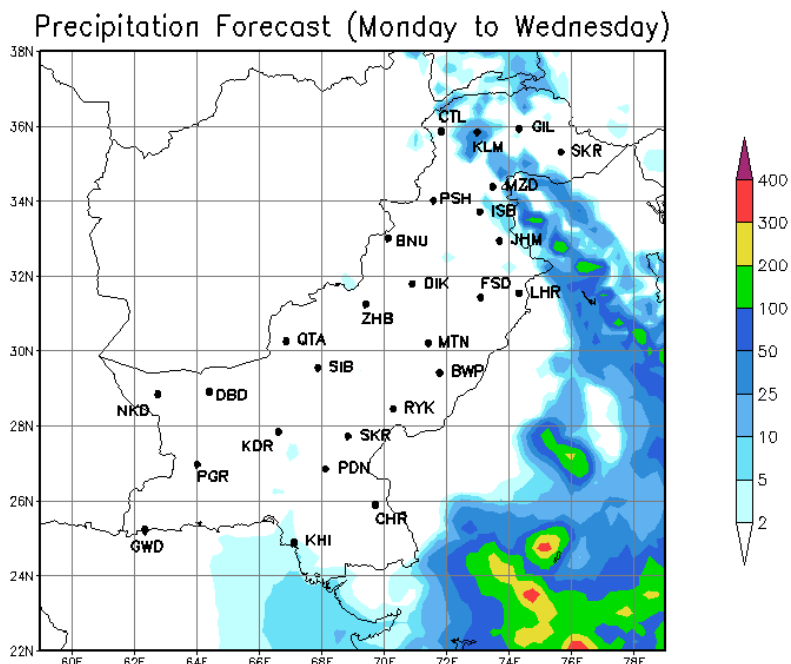 Precipitation Forecast (Monday to Wednesday)
38N
CTL
GIL
36N
KLM
SKR
MZD
PSH
34N
ISB
BNU
JHM
32N
DIK
FSD
LHR
ZHB
QTA
MTN
30N
SIB
BWP
NKD
DBD
RYK
28N
KDR
SKR
PGR
PDN
26N
CHR
GWD
KHI
24N
22N
60E
62E
64E
66E
68E
70E
72E
74E
76E
78E
400
300
200
100
50
25
10
5
2